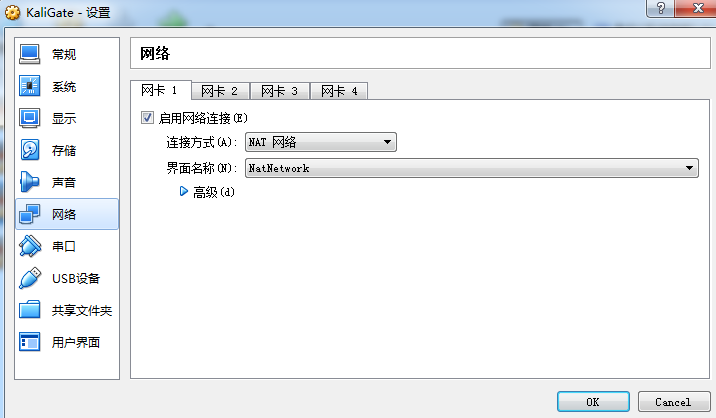 KaliGate - 设置
常规
系统
显示
存储
声音
网络
串口
USB设备
共享文件夹
用户界面
网络
网卡 1 网卡 2 网卡 3 网卡 4
启用网络连接(E)
连接方式(A): NAT 网络
界面名称(N): NatNetwork
高级(d)
OK Cancel